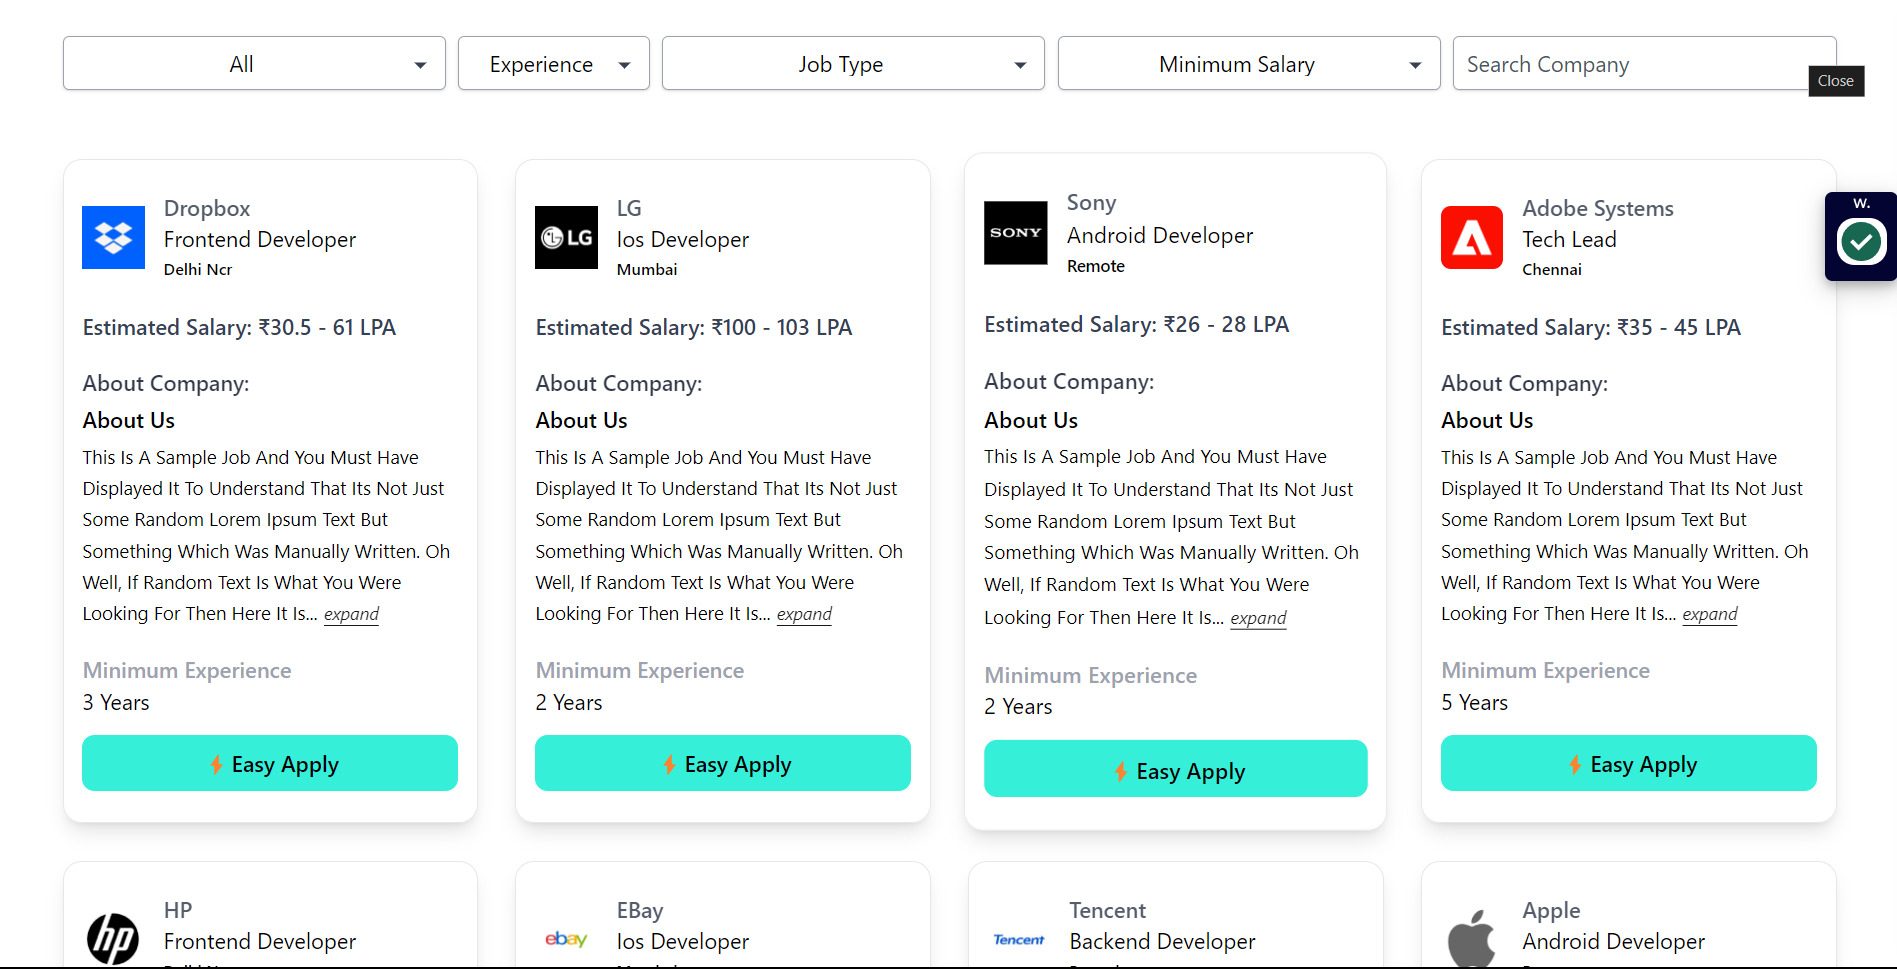 All
Experience
Job Type
Minimum Salary
Search Company
Close
Dropbox
Frontend Developer
Delhi Ncr
Estimated Salary: ₹30.5 - 61 LPA
About Company:
About Us
This Is A Sample Job And You Must Have
Displayed It To Understand That Its Not Just
Some Random Lorem Ipsum Text But
Something Which Was Manually Written. Oh
Well, If Random Text Is What You Were
Looking For Then Here It Is... expand
Minimum Experience
3 Years
Easy Apply
LG
LG
Ios Developer
Mumbai
Estimated Salary: ₹100 - 103 LPA
About Company:
About Us
This Is A Sample Job And You Must Have
Displayed It To Understand That Its Not Just
Some Random Lorem Ipsum Text But
Something Which Was Manually Written. Oh
Well, If Random Text Is What You Were
Looking For Then Here It Is... expand
Minimum Experience
2 Years
Easy Apply
SONY
Sony
Android Developer
Remote
Estimated Salary: ₹26 - 28 LPA
About Company:
About Us
This Is A Sample Job And You Must Have
Displayed It To Understand That Its Not Just
Some Random Lorem Ipsum Text But
Something Which Was Manually Written. Oh
Well, If Random Text Is What You Were
Looking For Then Here It Is... expand
Minimum Experience
2 Years
Easy Apply
Adobe Systems
Tech Lead
Chennai
Estimated Salary: ₹35 - 45 LPA
About Company:
About Us
This Is A Sample Job And You Must Have
Displayed It To Understand That Its Not Just
Some Random Lorem Ipsum Text But
Something Which Was Manually Written. Oh
Well, If Random Text Is What You Were
Looking For Then Here It Is... expand
Minimum Experience
5 Years
Easy Apply
W.
hp
HP
Frontend Developer
ebay
EBay
Ios Developer
Tencent
Tencent
Backend Developer
Apple
Android Developer